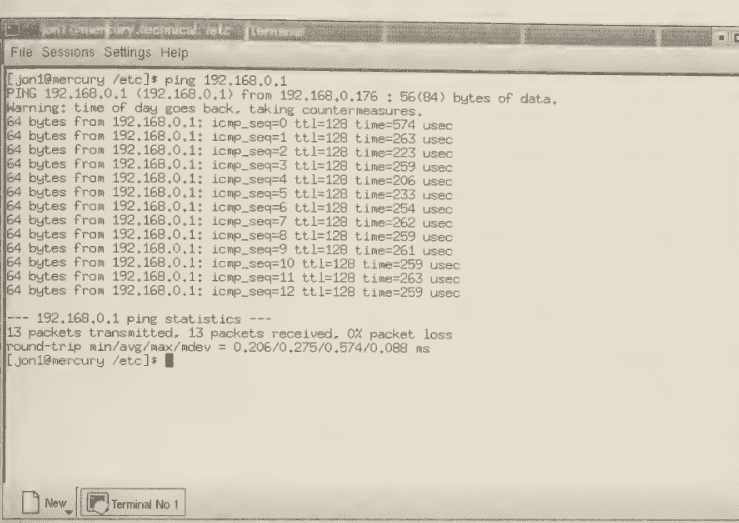 jon1@mercury.technical: /etc Terminal
File Sessions Settings Help
[jon1@mercury /etc]$ ping 192.168.0.1
PING 192.168.0.1 (192.168.0.1) from 192.168.0.176 : 56(84) bytes of data.
Warning: time of day goes back, taking countermeasures.
64 bytes from 192.168.0.1: icmp_seq=0 ttl=128 time=574 usec
64 bytes from 192.168.0.1: icmp_seq=1 ttl=128 time=263 usec
64 bytes from 192.168.0.1: icmp_seq=2 ttl=128 time=223 usec
64 bytes from 192.168.0.1: icmp_seq=3 ttl=128 time=259 usec
64 bytes from 192.168.0.1: icmp_seq=4 ttl=128 time=206 usec
64 bytes from 192.168.0.1: icmp_seq=5 ttl=128 time=233 usec
64 bytes from 192.168.0.1: icmp_seq=6 ttl=128 time=254 usec
64 bytes from 192.168.0.1: icmp_seq=7 ttl=128 time=262 usec
64 bytes from 192.168.0.1: icmp_seq=8 ttl=128 time=259 usec
64 bytes from 192.168.0.1: icmp_seq=9 ttl=128 time=261 usec
64 bytes from 192.168.0.1: icmp_seq=10 ttl=128 time=259 usec
64 bytes from 192.168.0.1: icmp_seq=11 ttl=128 time=263 usec
64 bytes from 192.168.0.1: icmp_seq=12 ttl=128 time=259 usec
--- 192.168.0.1 ping statistics ---
13 packets transmitted, 13 packets received, 0% packet loss
round-trip min/avg/max/mdev = 0.206/0.275/0.574/0.088 ms
[jon1@mercury /etc]$
New Terminal No 1